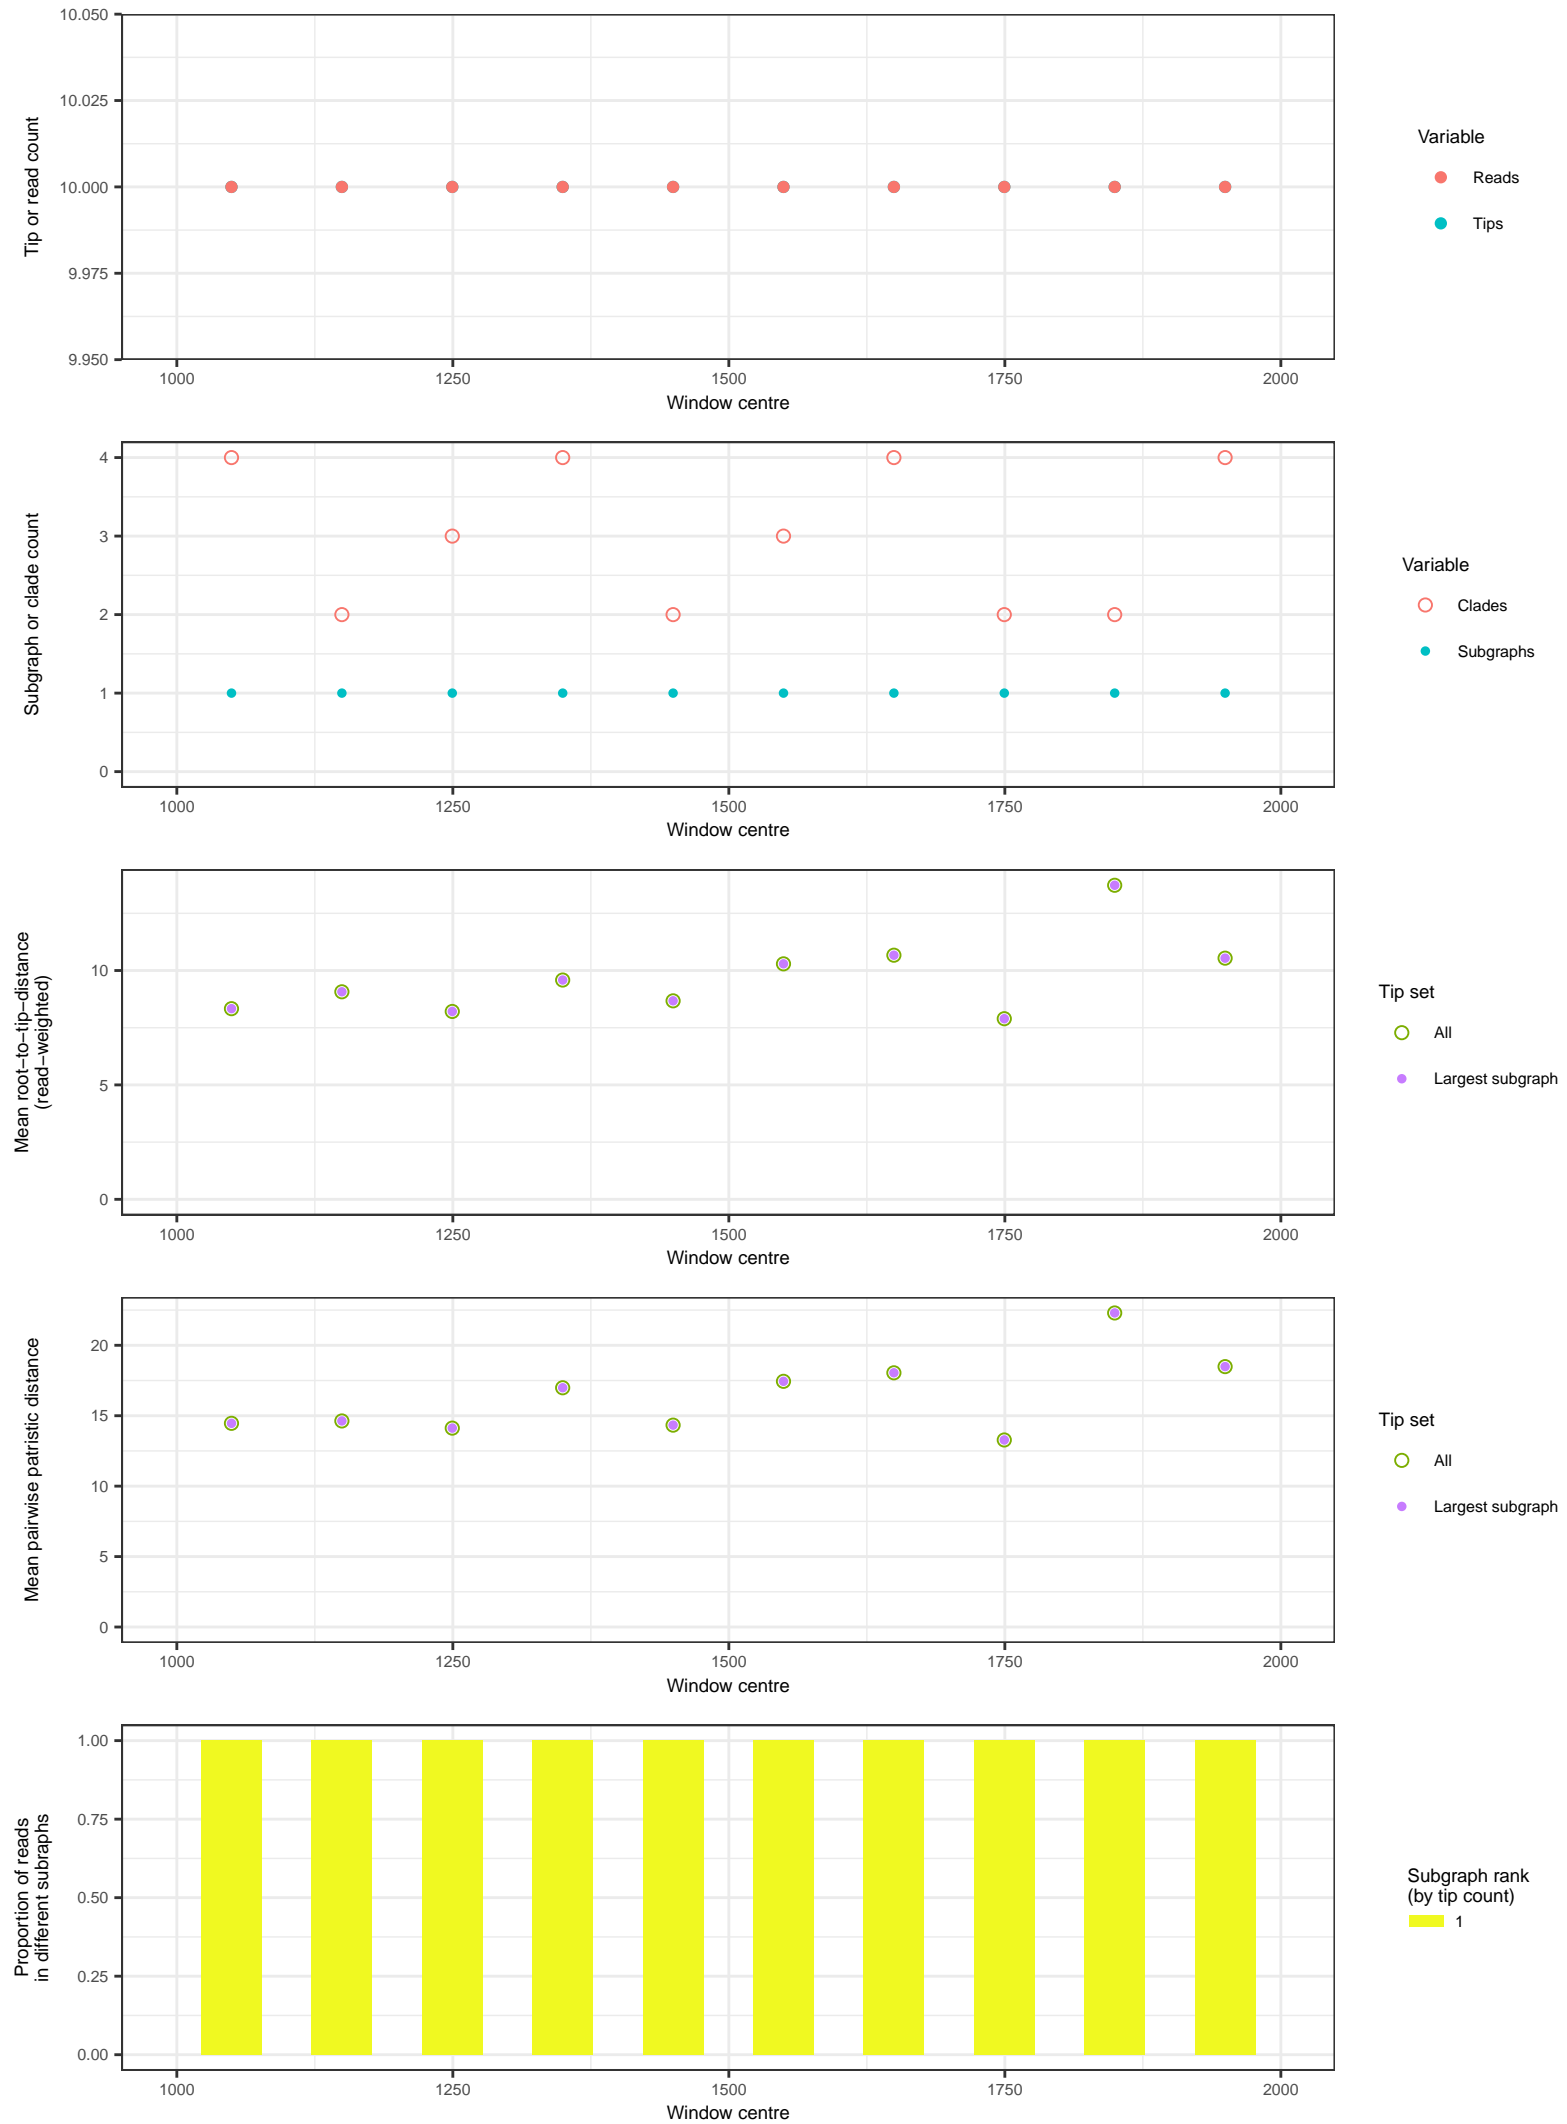 10.050
10.025
10.000
9.975
9.950
Tip or read count
1000 1250 1500 1750 2000
Window centre
Variable
Reads
Tips
4
3
2
1
0
Subgraph or clade count
1000 1250 1500 1750 2000
Window centre
Variable
Clades
Subgraphs
10
5
0
Mean root−to−tip−distance
(read−weighted)
1000 1250 1500 1750 2000
Window centre
Tip set
All
Largest subgraph
20
15
10
5
0
Mean pairwise patristic distance
1000 1250 1500 1750 2000
Window centre
Tip set
All
Largest subgraph
1.00
0.75
0.50
0.25
0.00
Proportion of reads
in different subraphs
1000 1250 1500 1750 2000
Window centre
Subgraph rank
(by tip count)
1